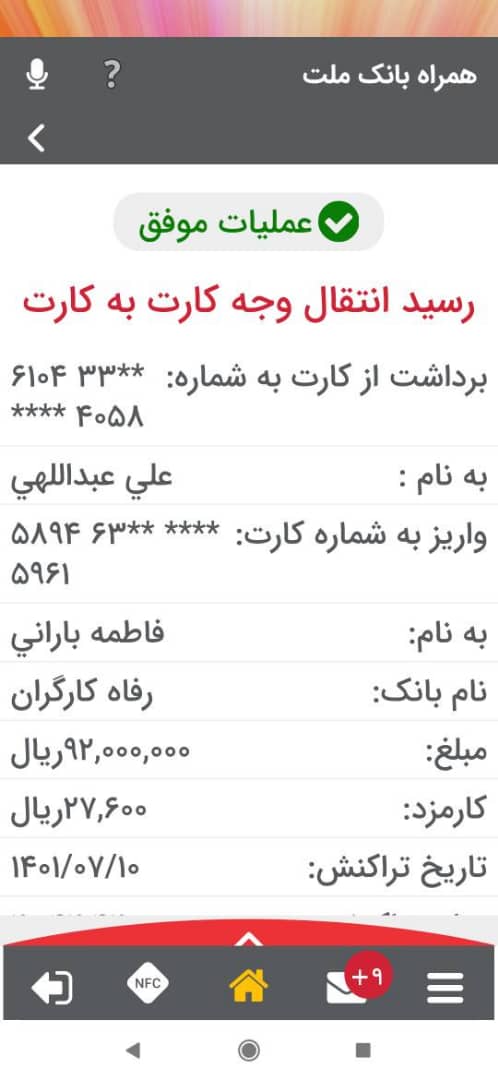 همراه بانک ملت
?
عملیات موفق
رسید انتقال وجه کارت به کارت
برداشت از کارت به شماره: ۶۱۰۴ ۳۳** **** ۴۰۵۸
به نام : علي عبداللهي
واریز به شماره کارت: ۵۸۹۴ ۶۳** **** ۵۹۶۱
به نام: فاطمه باراني
نام بانک: رفاه کارگران
مبلغ: ۹۲,۰۰۰,۰۰۰ریال
کارمزد: ۲۷,۶۰۰ریال
تاریخ تراکنش: ۱۴۰۱/۰۷/۱۰
NFC
+۹